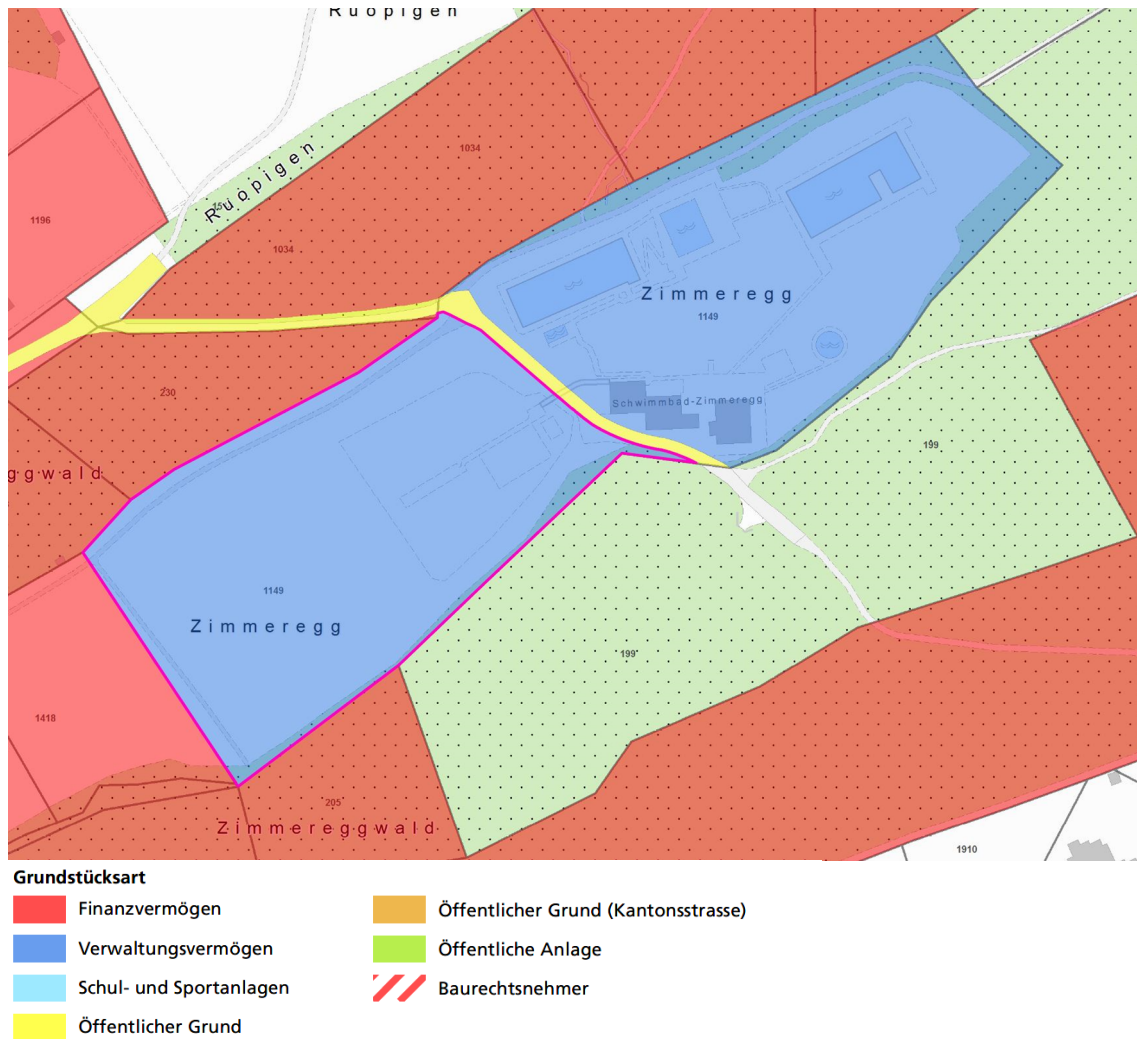 Ruopigen
1034
Ruopigen
15
1196
1034
Zimmeregg
1149
230
Schwimmbad-Zimmeregg
199
ggwald
1149
Zimmeregg
199
1418
205
Zimmereggwald
1910
Grundstücksart
Finanzvermögen
Verwaltungsvermögen
Schul- und Sportanlagen
Öffentlicher Grund
Öffentlicher Grund (Kantonsstrasse)
Öffentliche Anlage
Baurechtsnehmer